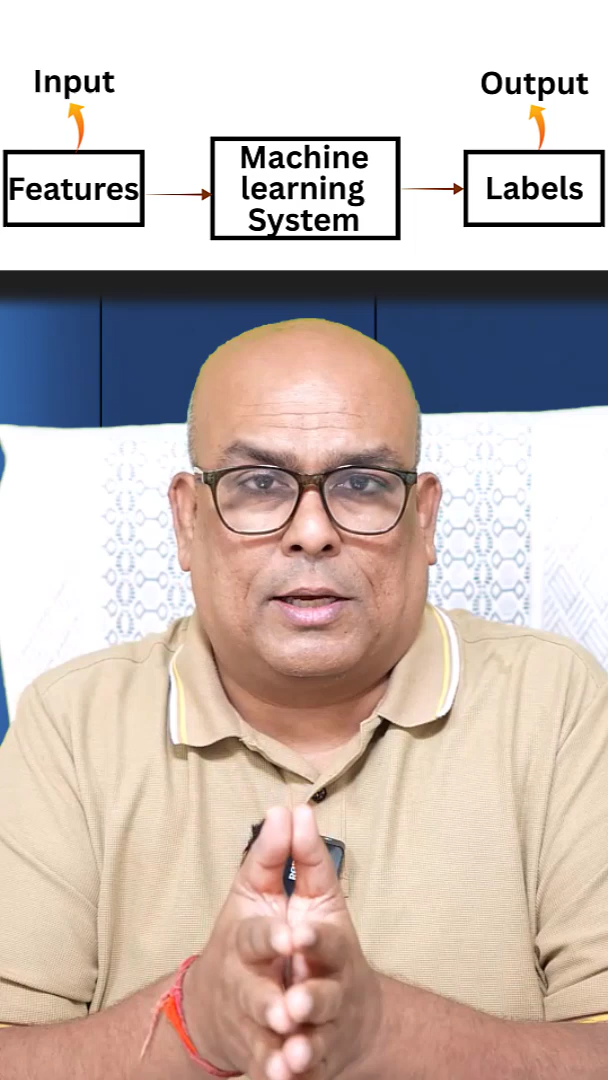 Input
Output
Features
Machine
learning
System
Labels